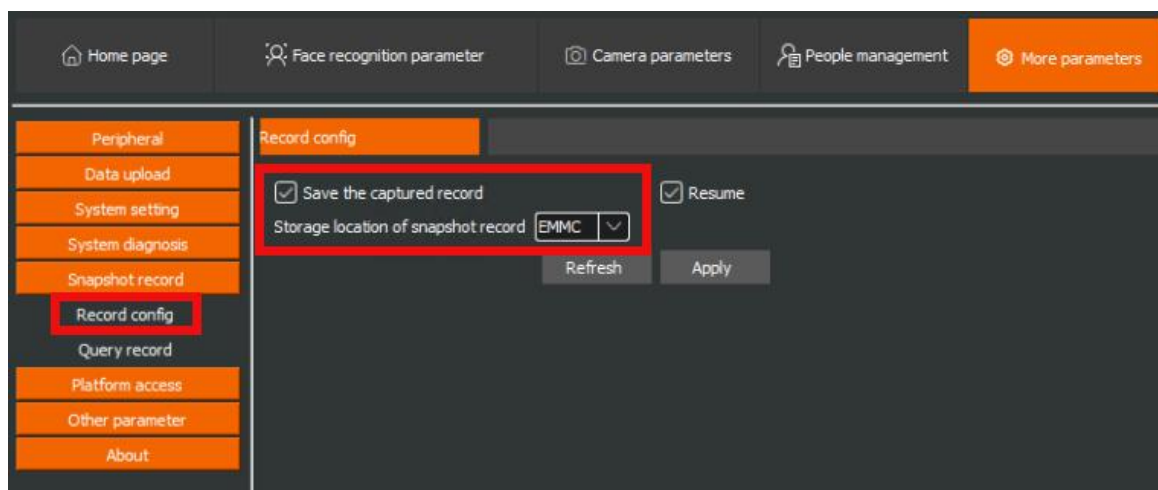 Home page
Face recognition parameter
Camera parameters
People management
More parameters
Peripheral
Data upload
System setting
System diagnosis
Snapshot record
Record config
Query record
Platform access
Other parameter
About
Record config
Save the captured record
Resume
Storage location of snapshot record EMMC
Refresh
Apply